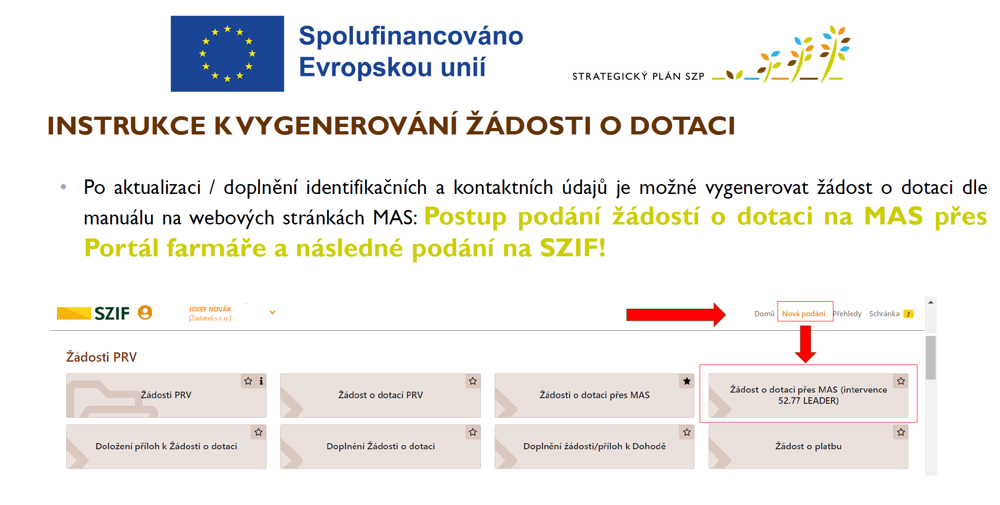 Spolufinancováno
Evropskou unií
STRATEGICKÝ PLÁN SZP
INSTRUKCE K VYGENEROVÁNÍ ŽÁDOSTI O DOTACI
• Po aktualizaci / doplnění identifikačních a kontaktních údajů je možné vygenerovat žádost o dotaci dle
manuálu na webových stránkách MAS: Postup podání žádostí o dotaci na MAS přes
Portál farmáře a následné podání na SZIF!
SZIF JOSEF NOVÁK
(Žadatel s.r.o.)
Domů Nová podání Přehledy Schránka 2
Žádosti PRV
Žádosti PRV
Žádost o dotaci PRV
Žádosti o dotaci přes MAS
Žádost o dotaci přes MAS (intervence
52.77 LEADER)
Doložení příloh k Žádosti o dotaci
Doplnění Žádosti o dotaci
Doplnění žádosti/příloh k Dohodě
Žádost o platbu